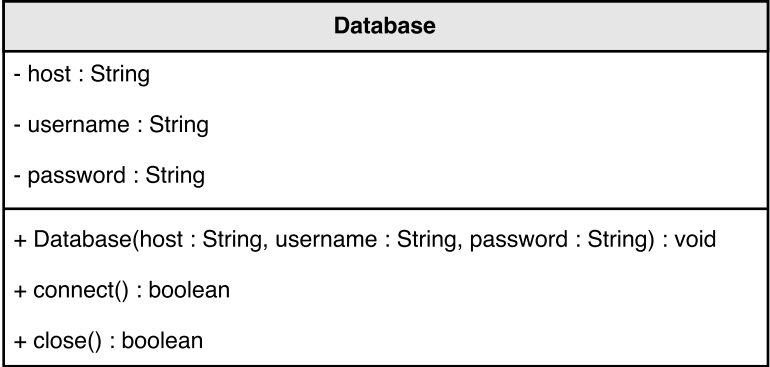 Database
- host : String
- username : String
- password : String
+ Database(host : String, username : String, password : String) : void
+ connect() : boolean
+ close() : boolean